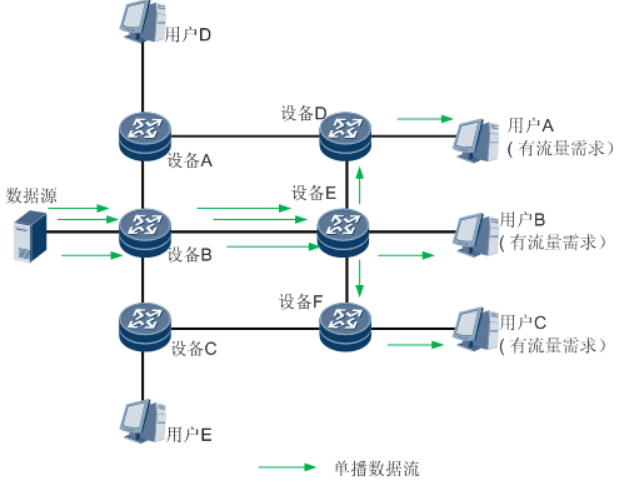 用户D
设备D
用户A
(有流量需求)
设备A
数据源
设备E
用户B
(有流量需求)
设备B
设备F
用户C
(有流量需求)
设备C
用户E
单播数据流